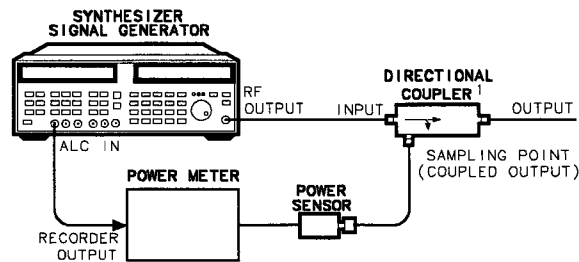 SYNTHESIZER
SIGNAL GENERATOR
RF
OUTPUT
DIRECTIONAL
COUPLER1
INPUT
OUTPUT
ALC IN
SAMPLING POINT
(COUPLED OUTPUT)
POWER METER
POWER
SENSOR
RECORDER
OUTPUT